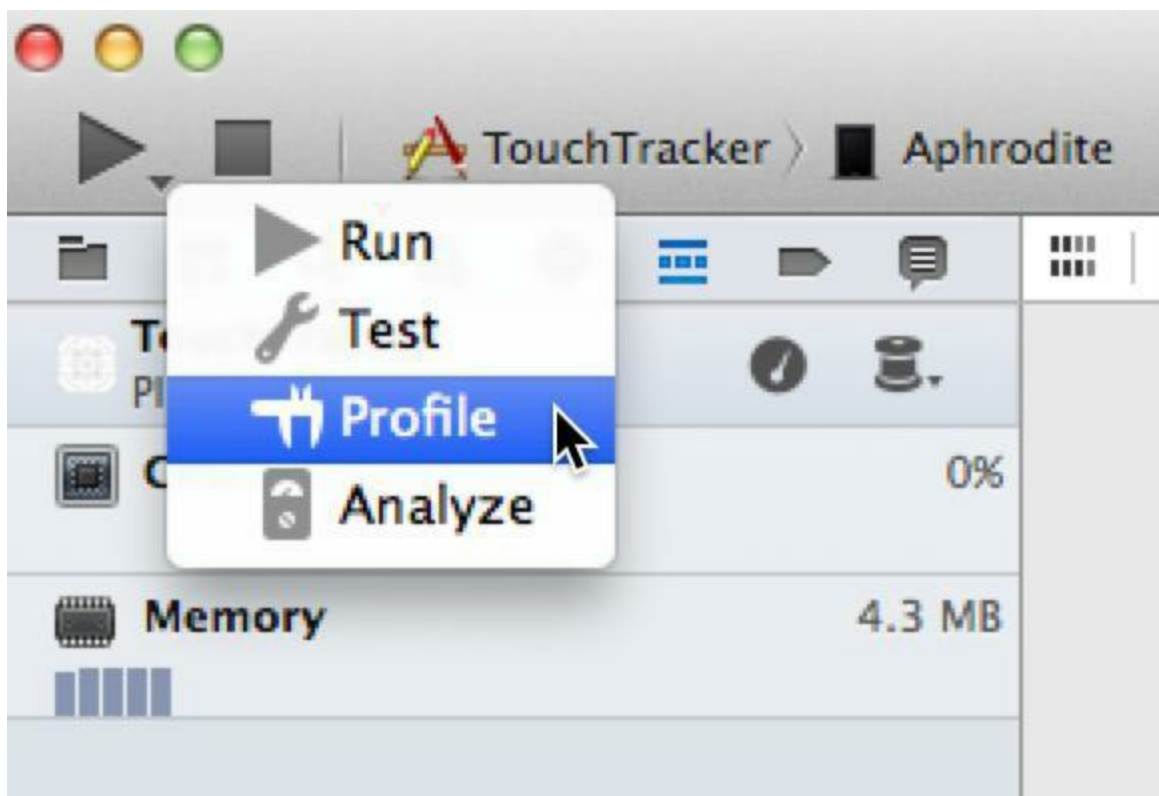 TouchTracker
Aphrodite
Run
Test
Profile
Analyze
0%
Memory
4.3 MB